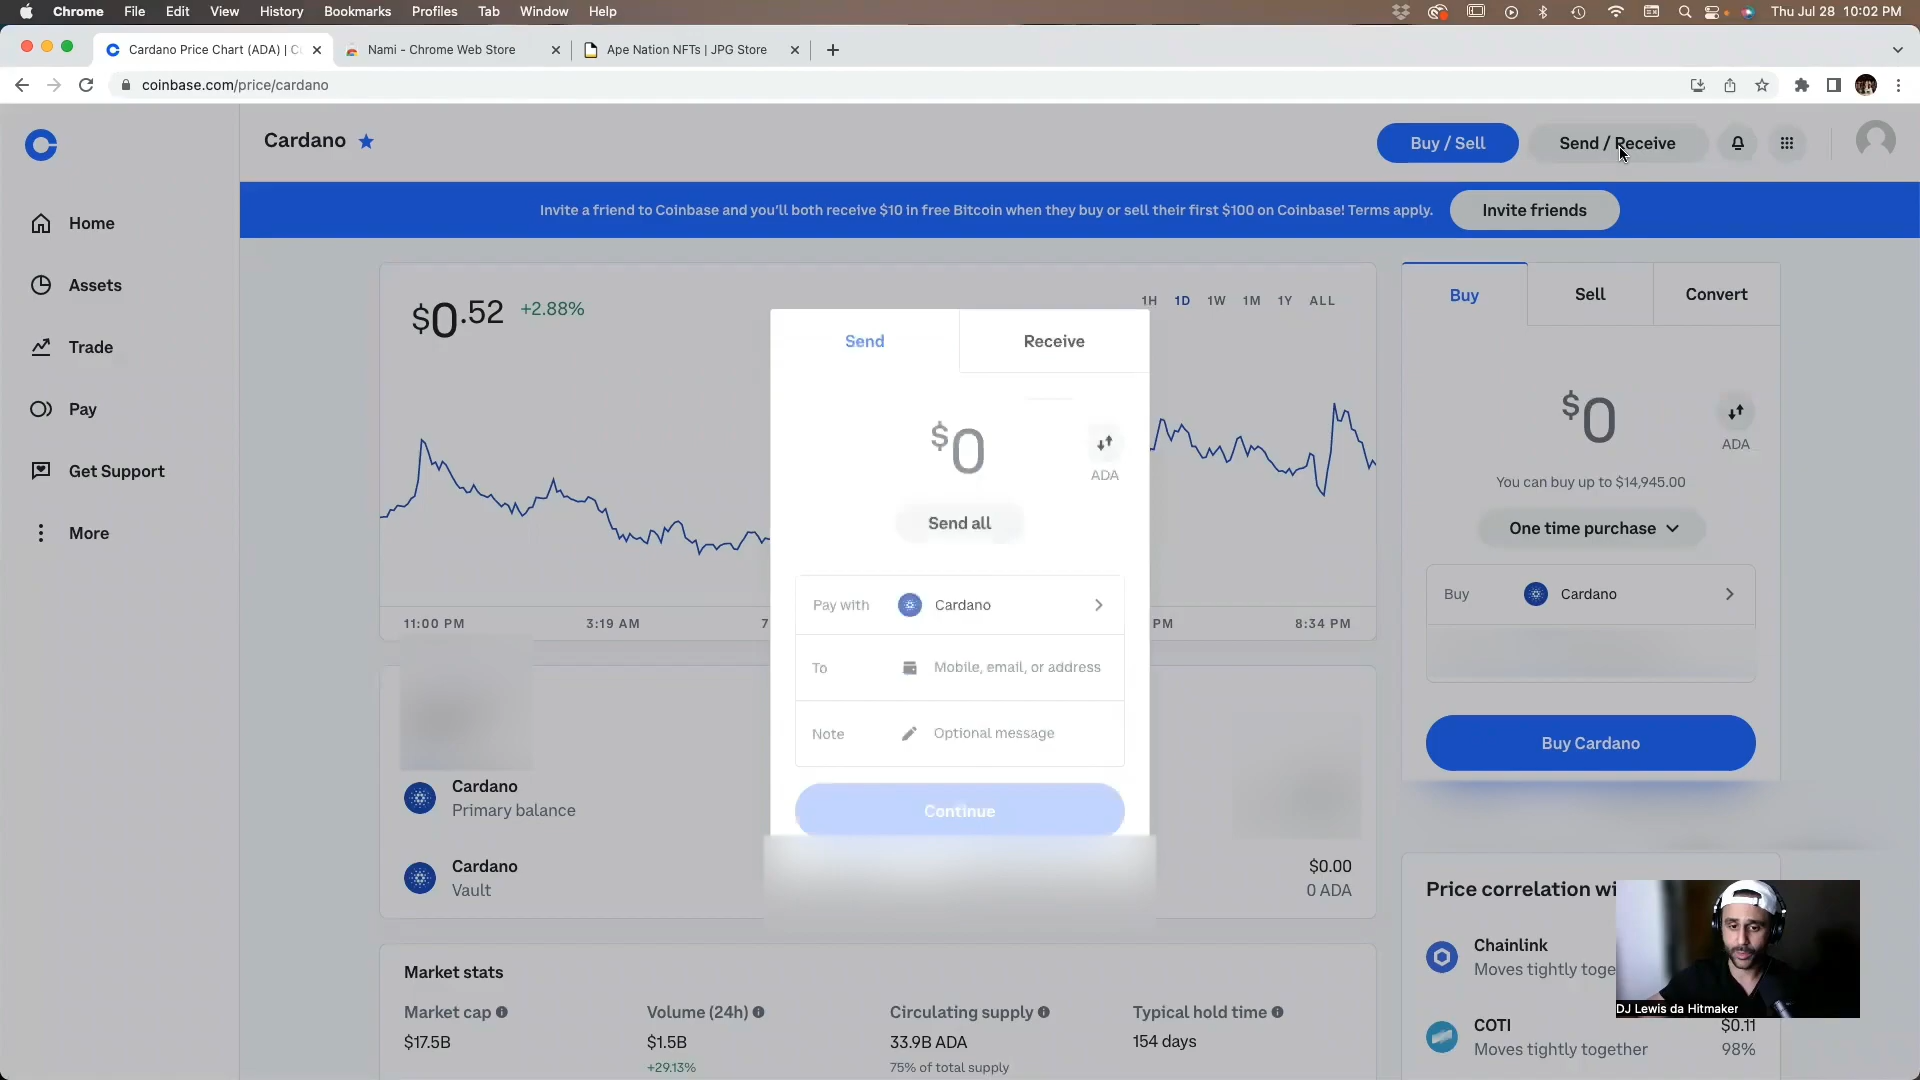 Chrome File Edit View History Bookmarks Profiles Tab Window Help Thu Jul 28 10:02 PM
Cardano Price Chart (ADA) | C Nami - Chrome Web Store Ape Nation NFTs | JPG Store
coinbase.com/price/cardano
Cardano
Buy / Sell
Send / Receive
Invite a friend to Coinbase and you'll both receive $10 in free Bitcoin when they buy or sell their first $100 on Coinbase! Terms apply.
Invite friends
Home
Assets
Trade
Pay
Get Support
More
$0.52 +2.88%
1H 1D 1W 1M 1Y ALL
11:00 PM 3:19 AM 7 PM 8:34 PM
Send Receive
$0
ADA
Send all
Pay with Cardano
To Mobile, email, or address
Note Optional message
Continue
Buy Sell Convert
$0
ADA
You can buy up to $14,945.00
One time purchase
Buy Cardano
Buy Cardano
Cardano
Primary balance
Cardano
Vault
$0.00
0 ADA
Market stats
Market cap Volume (24h) Circulating supply Typical hold time
$17.5B $1.5B 33.9B ADA 154 days
+29.13% 75% of total supply
Price correlation wi
Chainlink
Moves tightly toge
COTI
Moves tightly together
$0.11
98%
DJ Lewis da Hitmaker